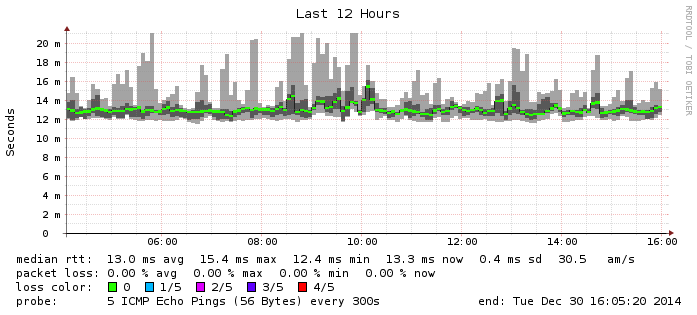 Last 12 Hours
RRDTOOL / TOBI OETIKER
Seconds
20 m
18 m
16 m
14 m
12 m
10 m
8 m
6 m
4 m
2 m
0
06:00 08:00 10:00 12:00 14:00 16:00
median rtt: 13.0 ms avg 15.4 ms max 12.4 ms min 13.3 ms now 0.4 ms sd 30.5 am/s
packet loss: 0.00 % avg 0.00 % max 0.00 % min 0.00 % now
loss color: 0 1/5 2/5 3/5 4/5
probe: 5 ICMP Echo Pings (56 Bytes) every 300s end: Tue Dec 30 16:05:20 2014